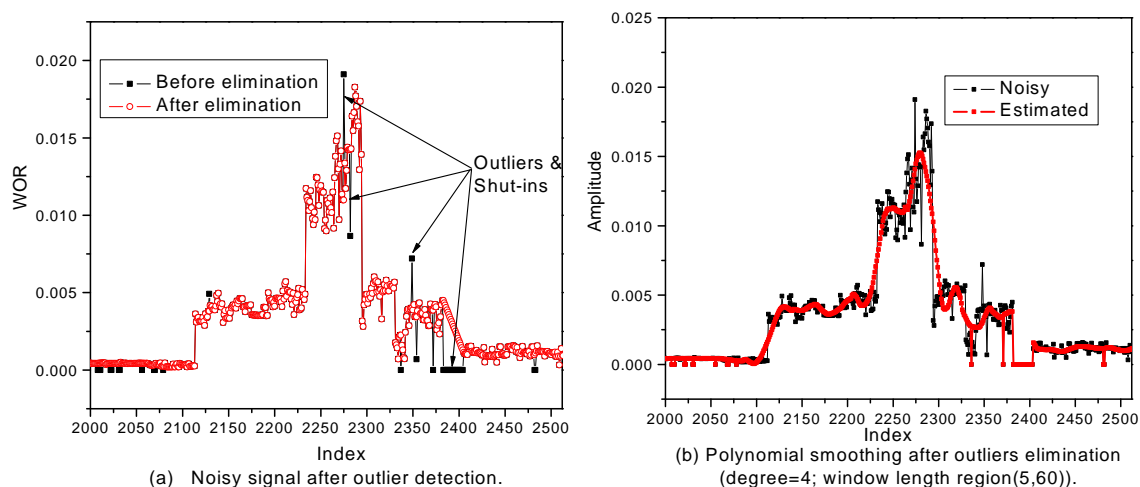 0.020
0.015
0.010
0.005
0.000
WOR
Before elimination
After elimination
Outliers &
Shut-ins
2000 2050 2100 2150 2200 2250 2300 2350 2400 2450 2500
Index
(a) Noisy signal after outlier detection.
0.025
0.020
0.015
0.010
0.005
0.000
Amplitude
Noisy
Estimated
2000 2050 2100 2150 2200 2250 2300 2350 2400 2450 2500
Index
(b) Polynomial smoothing after outliers elimination
(degree=4; window length region(5,60)).